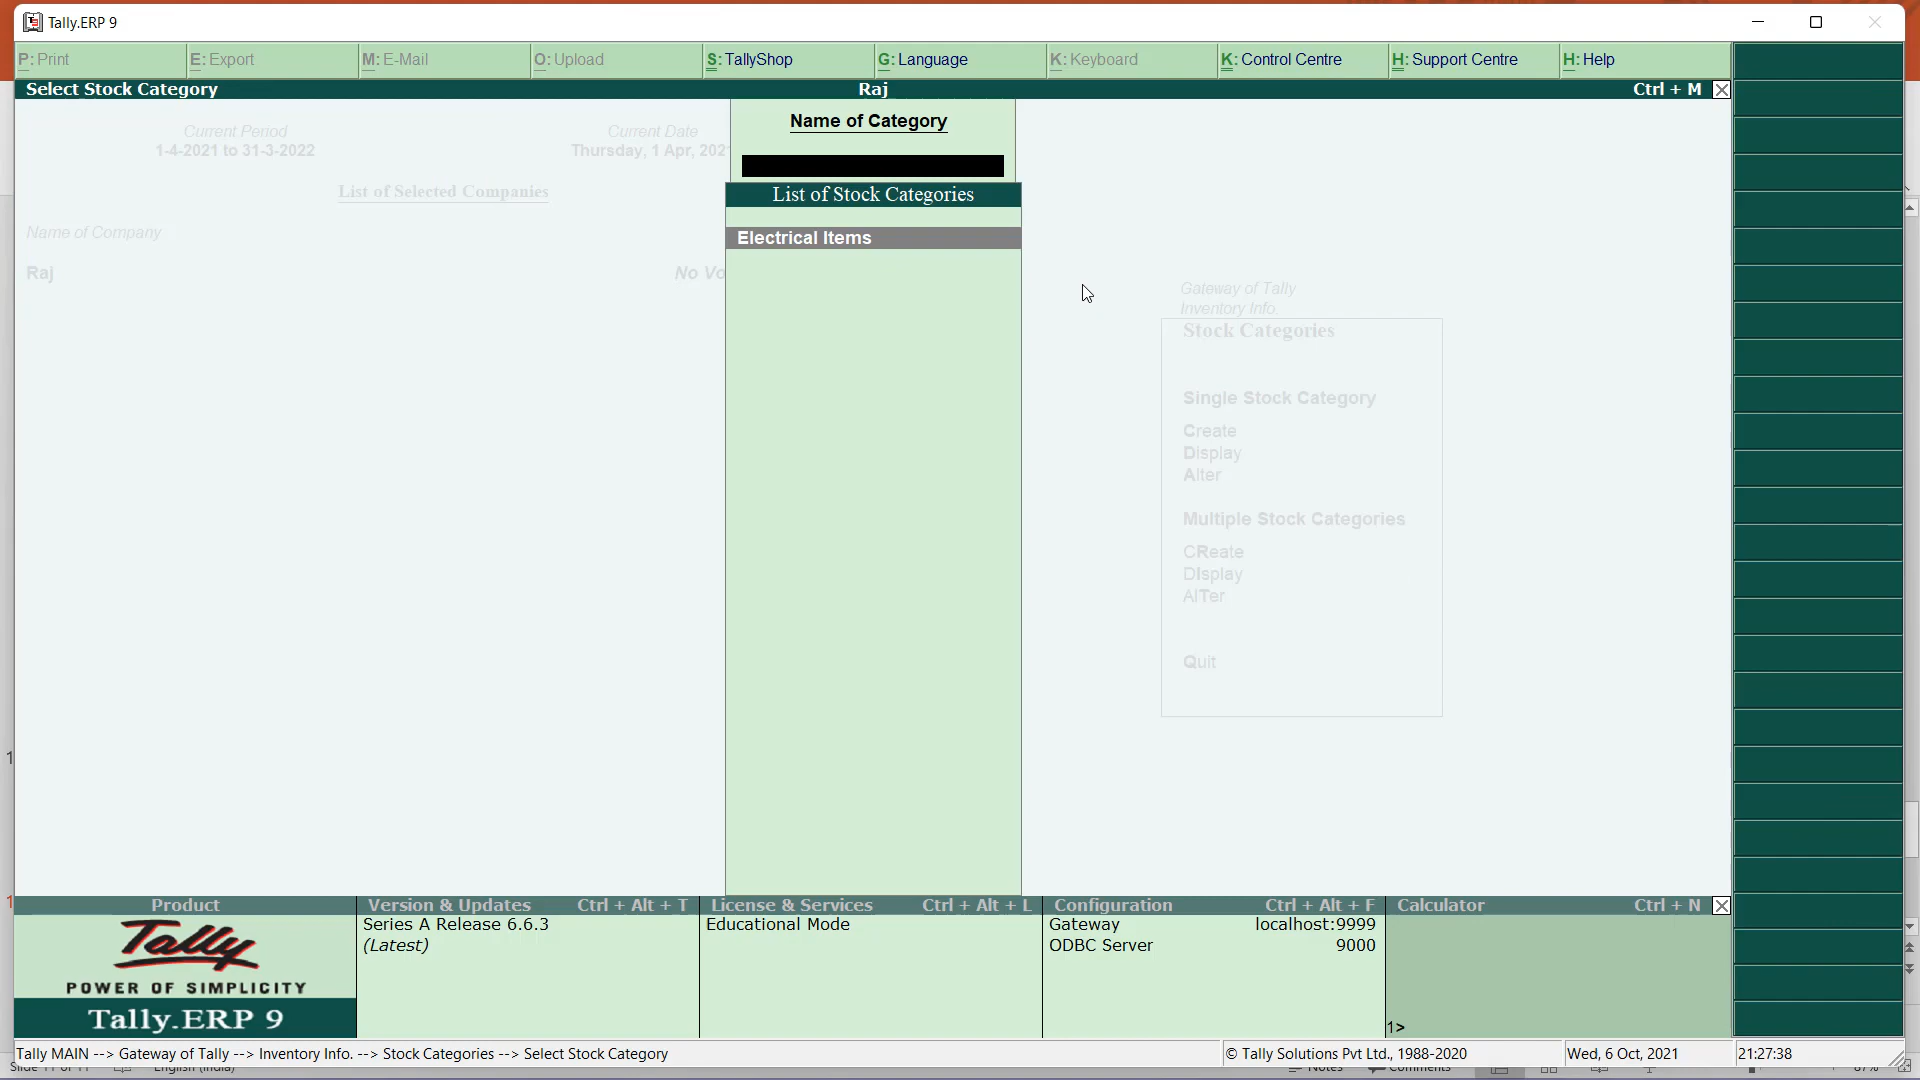 Tally.ERP 9
P: Print
E: Export
M: E-Mail
O: Upload
S: TallyShop
G: Language
K: Keyboard
K: Control Centre
H: Support Centre
H: Help
Select Stock Category
Raj
Ctrl + M
Current Period
1-4-2021 to 31-3-2022
Current Date
Thursday, 1 Apr, 202
List of Selected Companies
Name of Company
Raj
No Vo
Name of Category
List of Stock Categories
Electrical Items
Gateway of Tally
Inventory Info.
Stock Categories
Single Stock Category
Create
Display
Alter
Multiple Stock Categories
CReate
DIsplay
AlTer
Quit
Product
Tally
POWER OF SIMPLICITY
Tally.ERP 9
Version & Updates
Ctrl + Alt + T
Series A Release 6.6.3
(Latest)
License & Services
Ctrl + Alt + L
Educational Mode
Configuration
Ctrl + Alt + F
Gateway
localhost:9999
ODBC Server
9000
Calculator
Ctrl + N
1>
Tally MAIN --> Gateway of Tally --> Inventory Info. --> Stock Categories --> Select Stock Category
© Tally Solutions Pvt Ltd., 1988-2020
Wed, 6 Oct, 2021
21:27:38